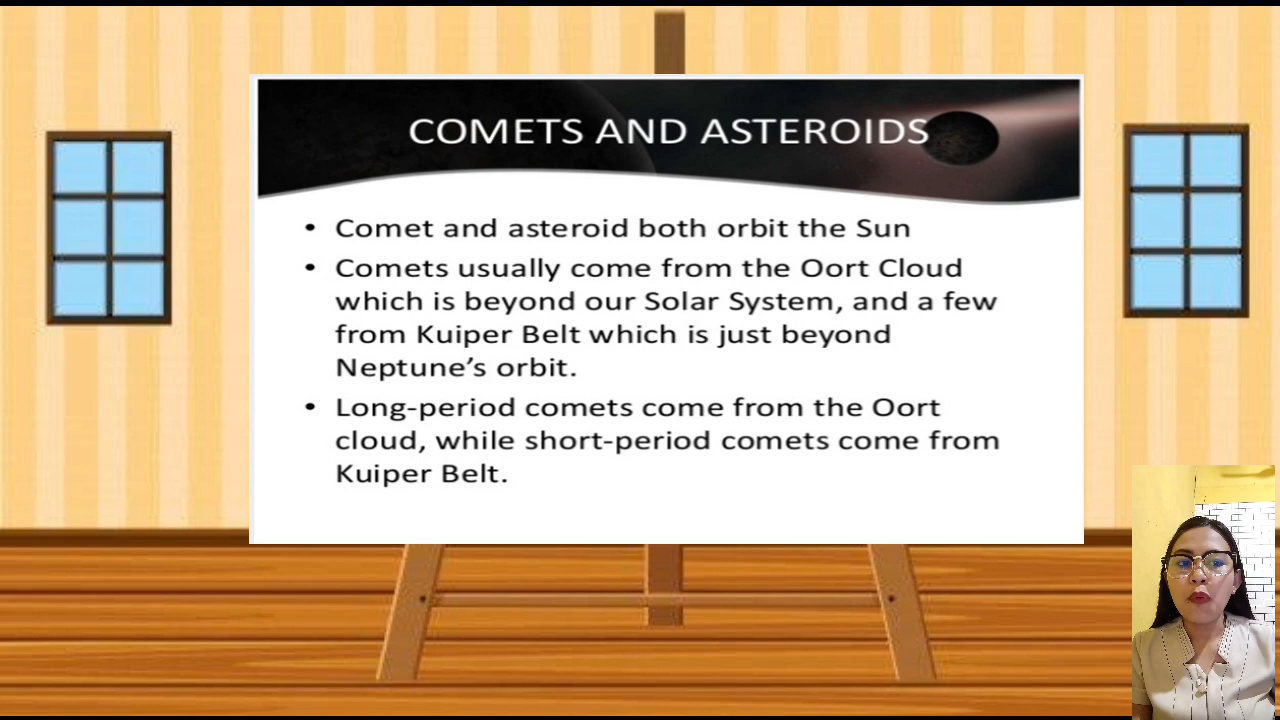 COMETS AND ASTEROIDS
• Comet and asteroid both orbit the Sun
• Comets usually come from the Oort Cloud
which is beyond our Solar System, and a few
from Kuiper Belt which is just beyond
Neptune’s orbit.
• Long-period comets come from the Oort
cloud, while short-period comets come from
Kuiper Belt.